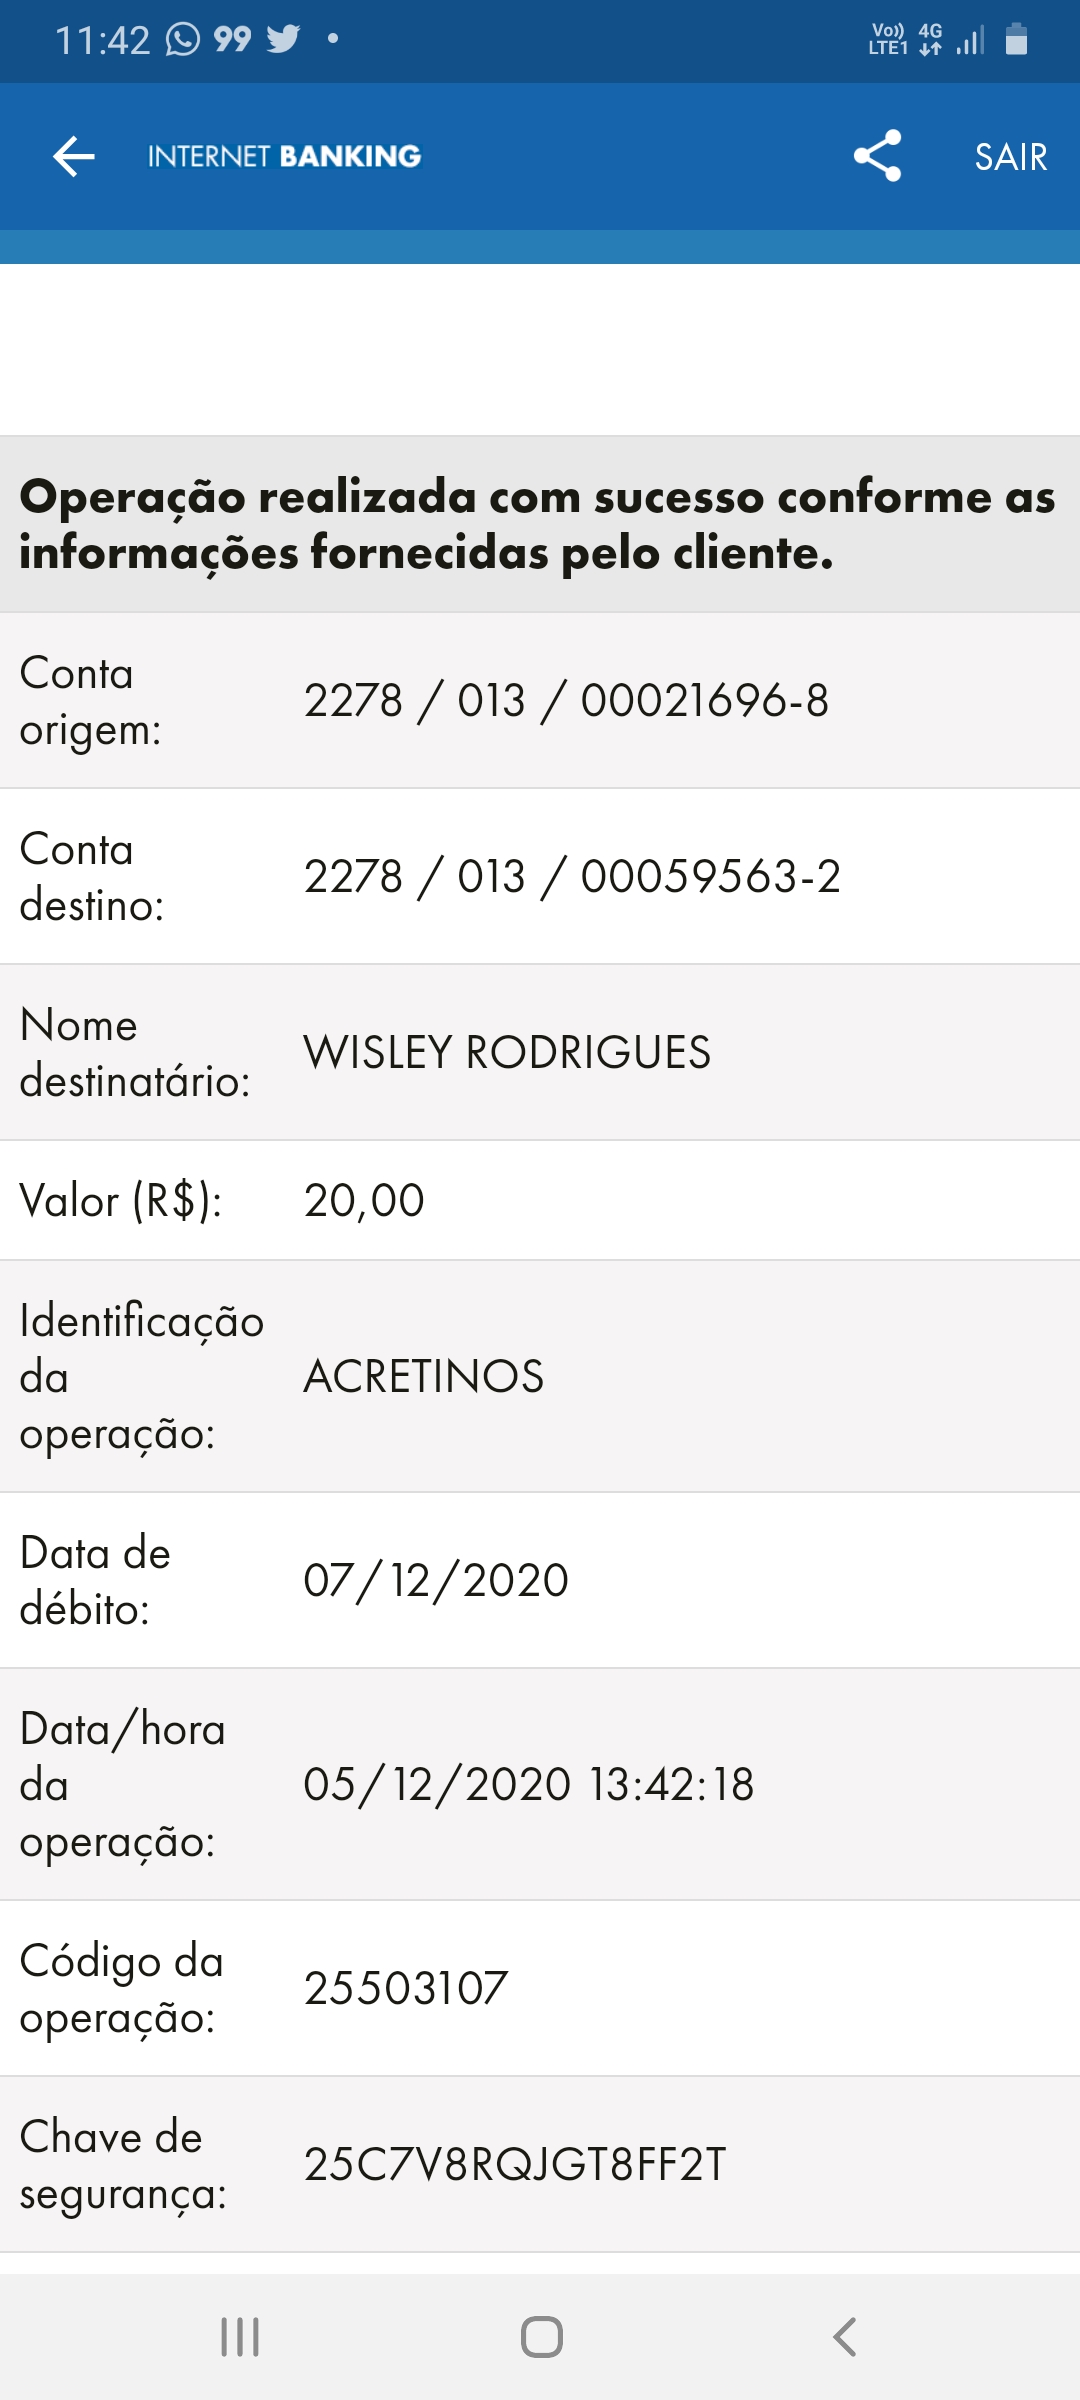 11:42 99
Vo)) 4G
LTE1
INTERNET BANKING
SAIR
Operação realizada com sucesso conforme as
informações fornecidas pelo cliente.
Conta
origem:
2278 / 013 / 00021696-8
Conta
destino:
2278 / 013 / 00059563-2
Nome
destinatário:
WISLEY RODRIGUES
Valor (R$): 20,00
Identificação
da
operação:
ACRETINOS
Data de
débito:
07/12/2020
Data/hora
da
operação:
05/12/2020 13:42:18
Código da
operação:
25503107
Chave de
segurança:
25C7V8RQJGT8FF2T